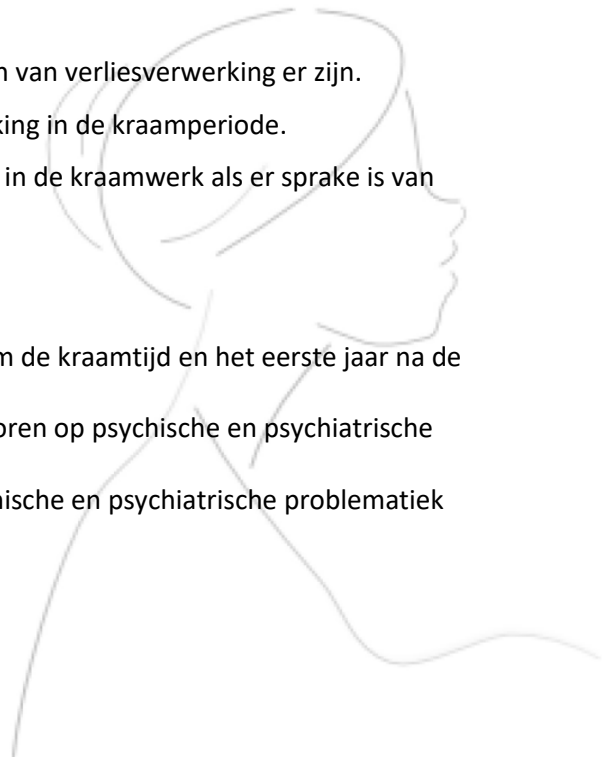 n van verliesverwerking er zijn.
king in de kraamperiode.
in de kraamwerk als er sprake is van
m de kraamtijd en het eerste jaar na de
oren op psychische en psychiatrische
hische en psychiatrische problematiek